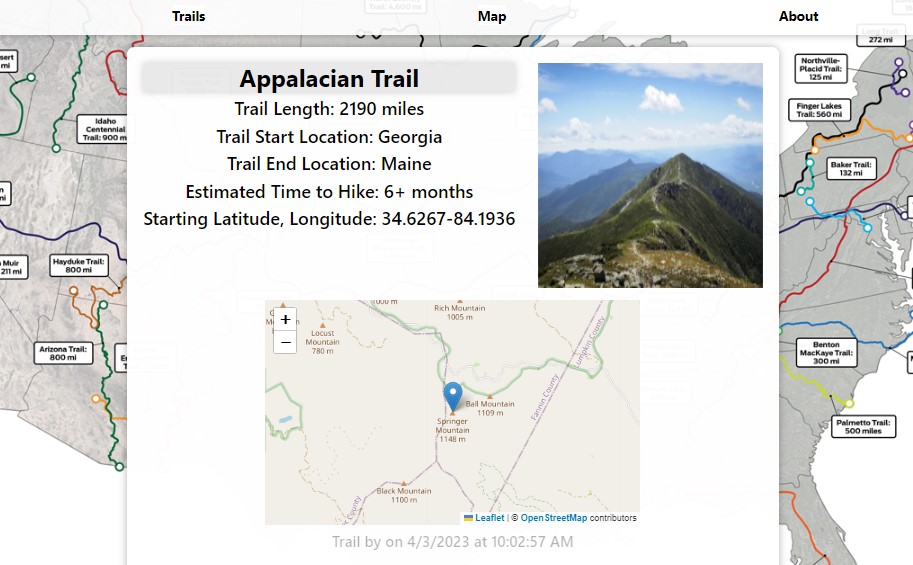 Trails
Map
About
Appalacian Trail
Trail Length: 2190 miles
Trail Start Location: Georgia
Trail End Location: Maine
Estimated Time to Hike: 6+ months
Starting Latitude, Longitude: 34.6267-84.1936
+
−
Rich Mountain
1005 m
Locust
Mountain
780 m
Ball Mountain
1109 m
Springer
Mountain
1148 m
Black Mountain
1100 m
Fannin County
Lumpkin County
County
Leaflet | © OpenStreetMap contributors
Trail by on 4/3/2023 at 10:02:57 AM
Idaho
Centennial
Trail: 900 m
Hayduke Trail:
800 mi
Muir
211 mi
Arizona Trail:
800 mi
272 mi
Northville-
Placid Trail:
125 mi
Finger Lakes
Trail: 560 mi
Baker Trail:
132 mi
Benton
MacKaye Trail:
300 mi
Palmetto Trail:
500 miles